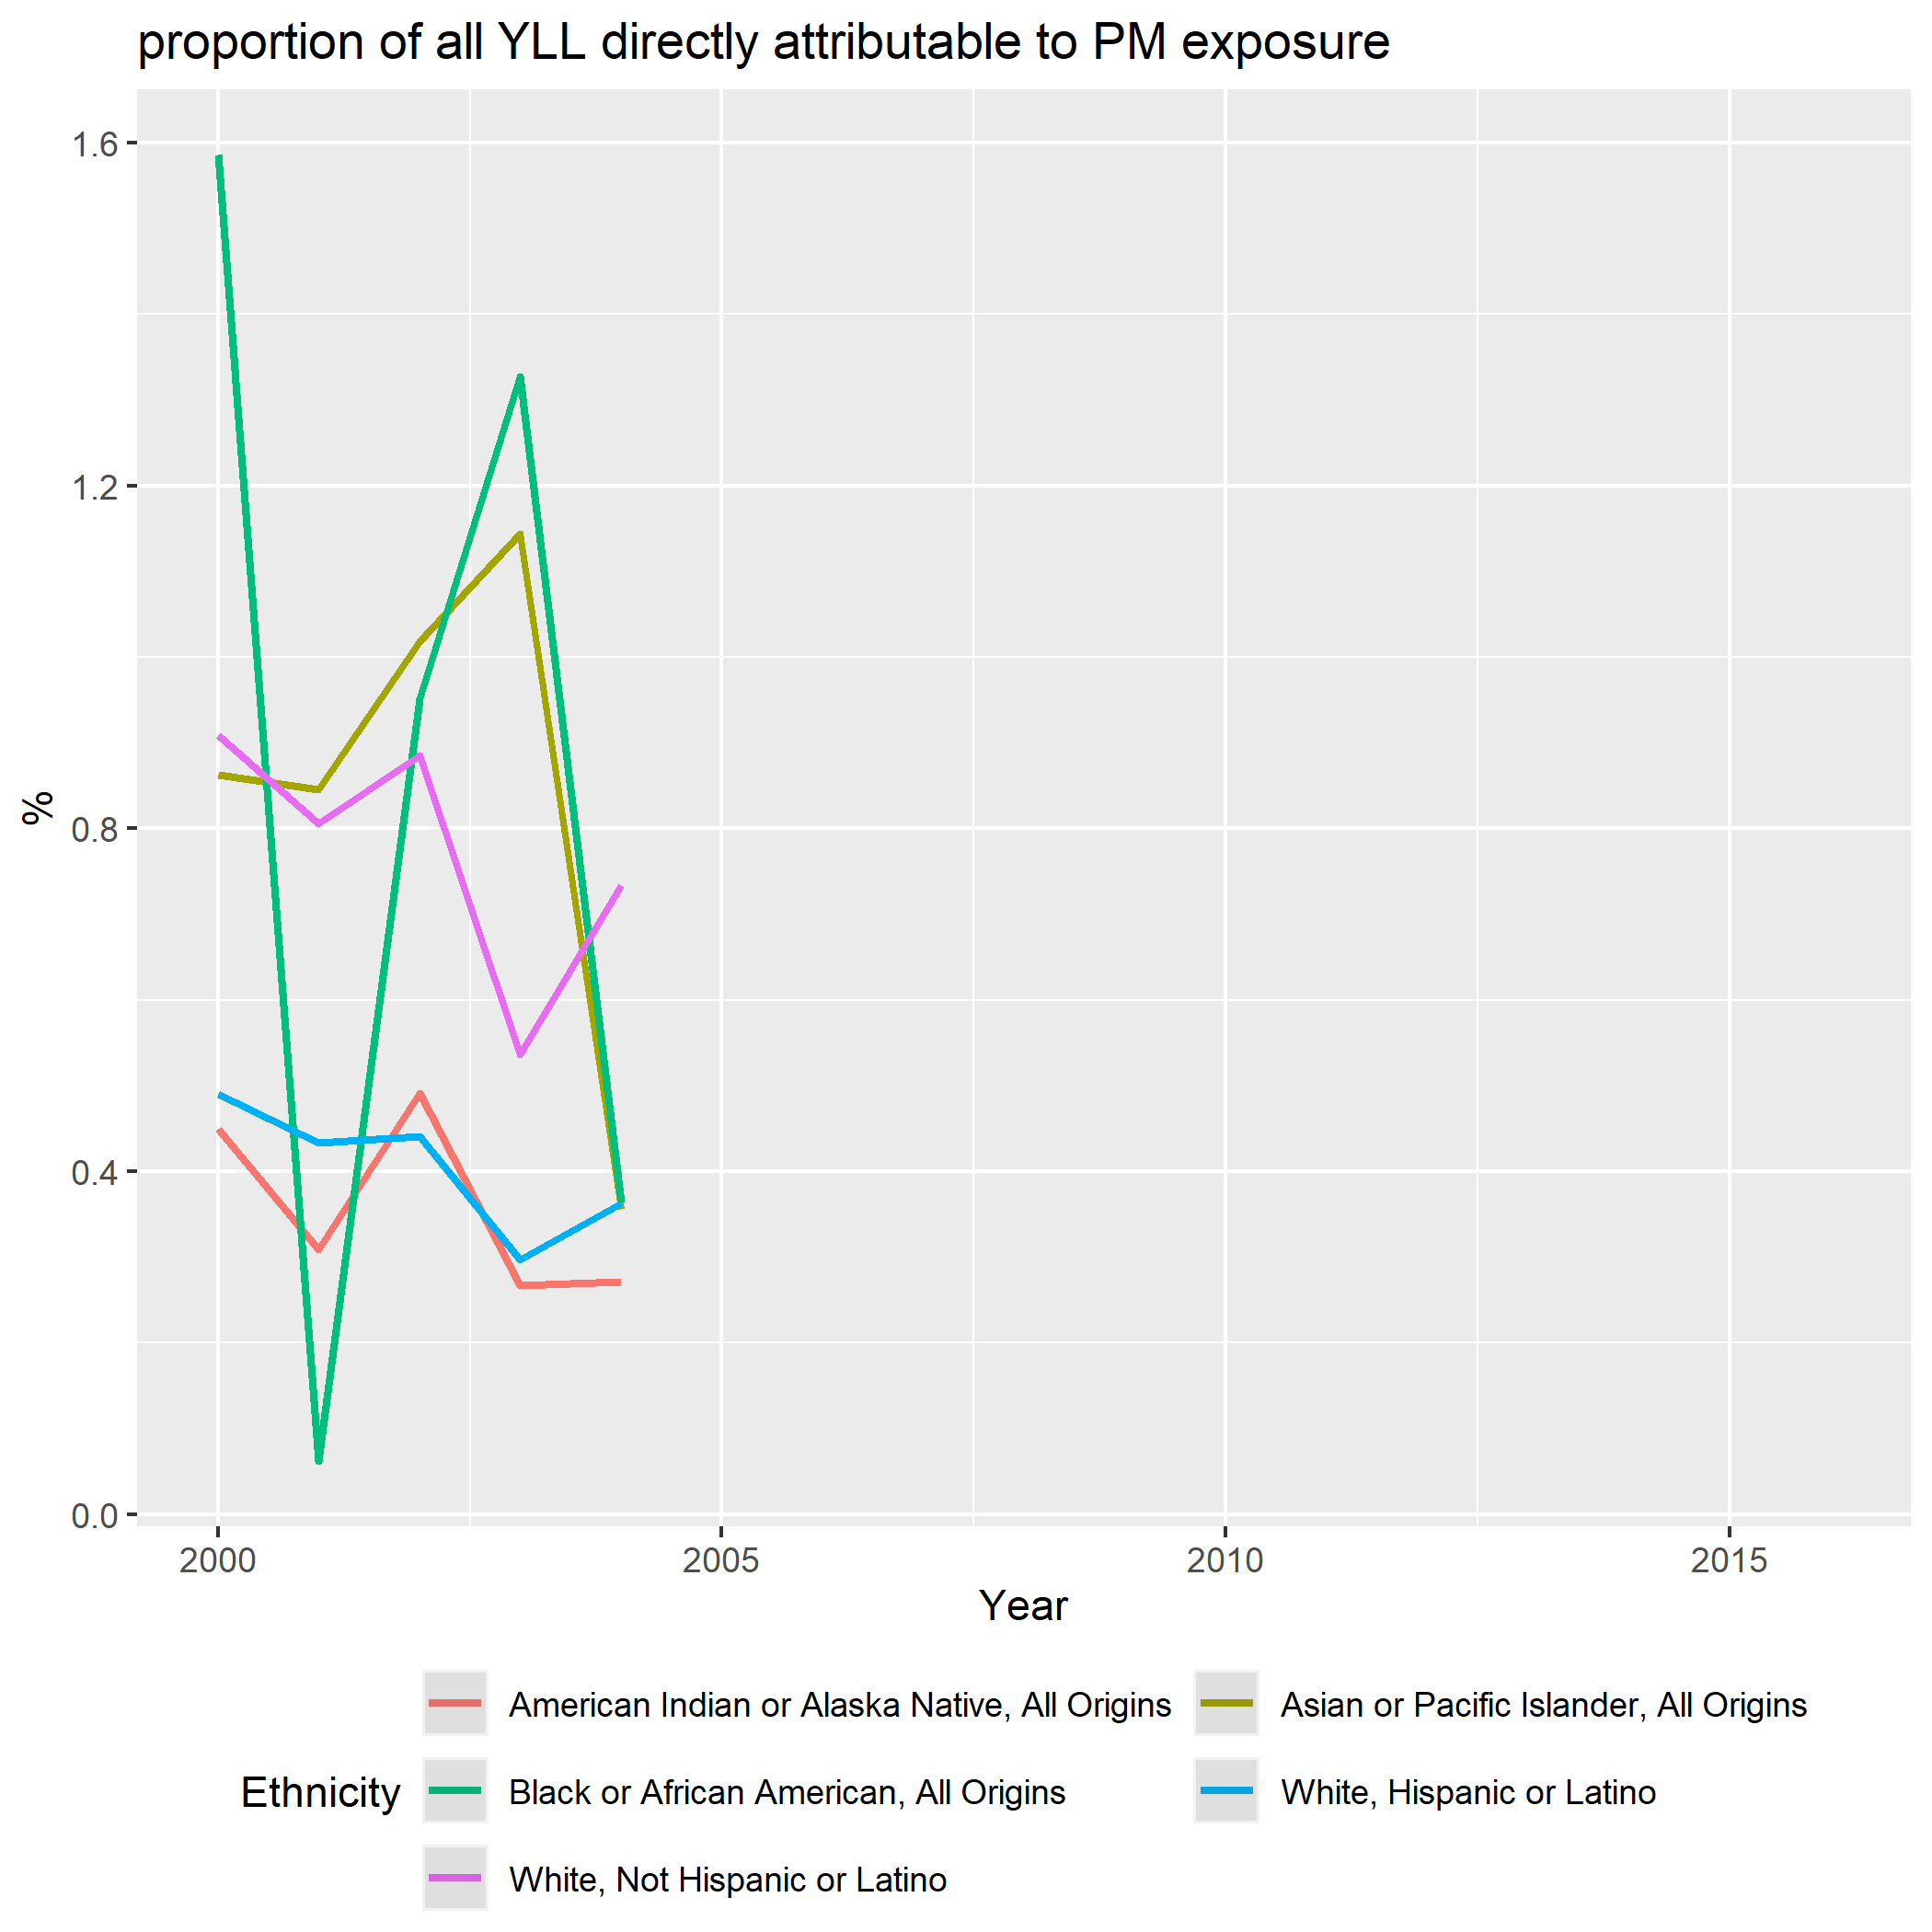 proportion of all YLL directly attributable to PM exposure
1.6
1.2
0.8
0.4
0.0
%
2000 2005 2010 2015
Year
Ethnicity
American Indian or Alaska Native, All Origins
Asian or Pacific Islander, All Origins
Black or African American, All Origins
White, Hispanic or Latino
White, Not Hispanic or Latino